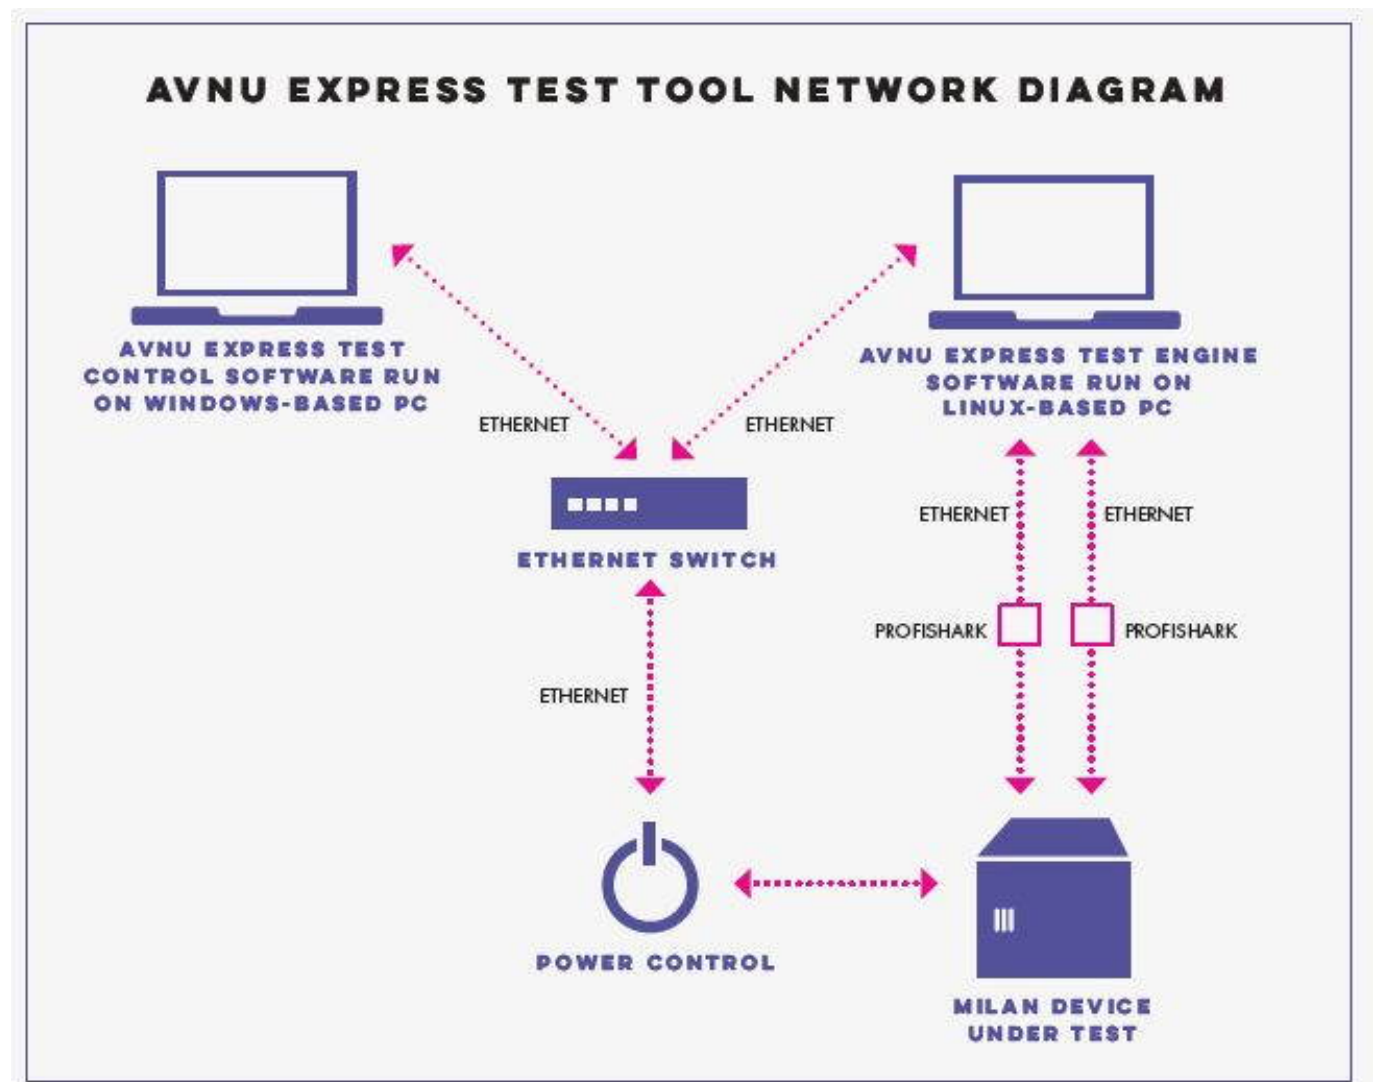 AVNU EXPRESS TEST TOOL NETWORK DIAGRAM
AVNU EXPRESS TEST
CONTROL SOFTWARE RUN
ON WINDOWS-BASED PC
AVNU EXPRESS TEST ENGINE
SOFTWARE RUN ON
LINUX-BASED PC
ETHERNET
ETHERNET
ETHERNET SWITCH
ETHERNET
ETHERNET
PROFISHARK
PROFISHARK
ETHERNET
POWER CONTROL
MILAN DEVICE
UNDER TEST